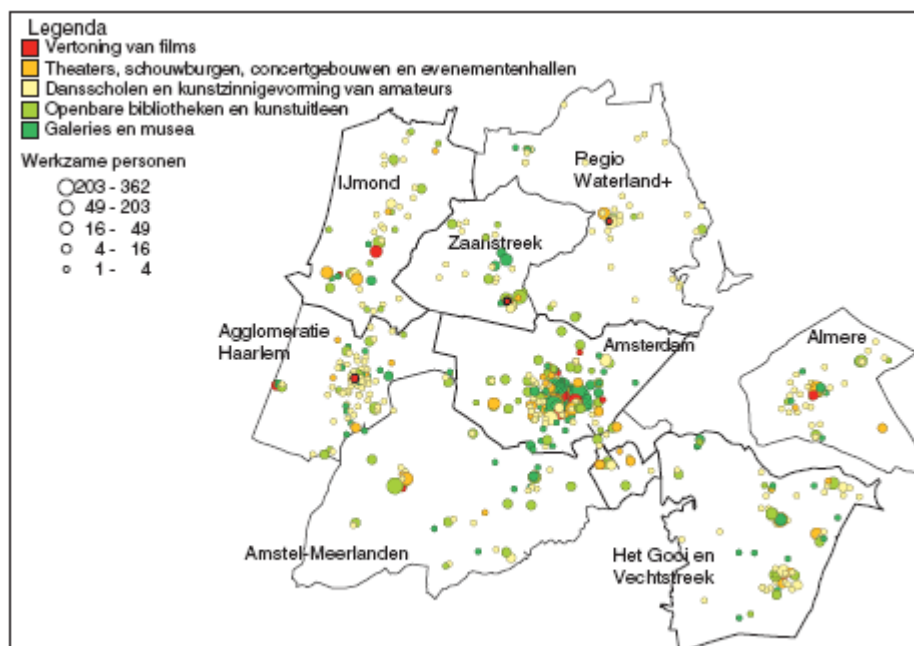 Legenda
Vertoning van films
Theaters, schouwburgen, concertgebouwen en evenementenhallen
Dansscholen en kunstzinnigevorming van amateurs
Openbare bibliotheken en kunstuitleen
Galeries en musea
Werkzame personen
203 - 362
49 - 203
16 - 49
4 - 16
1 - 4
IJmond
Regio
Waterland+
Zaanstreek
Agglomeratie
Haarlem
Amsterdam
Almere
Amstel-Meerlanden
Het Gooi en
Vechtstreek